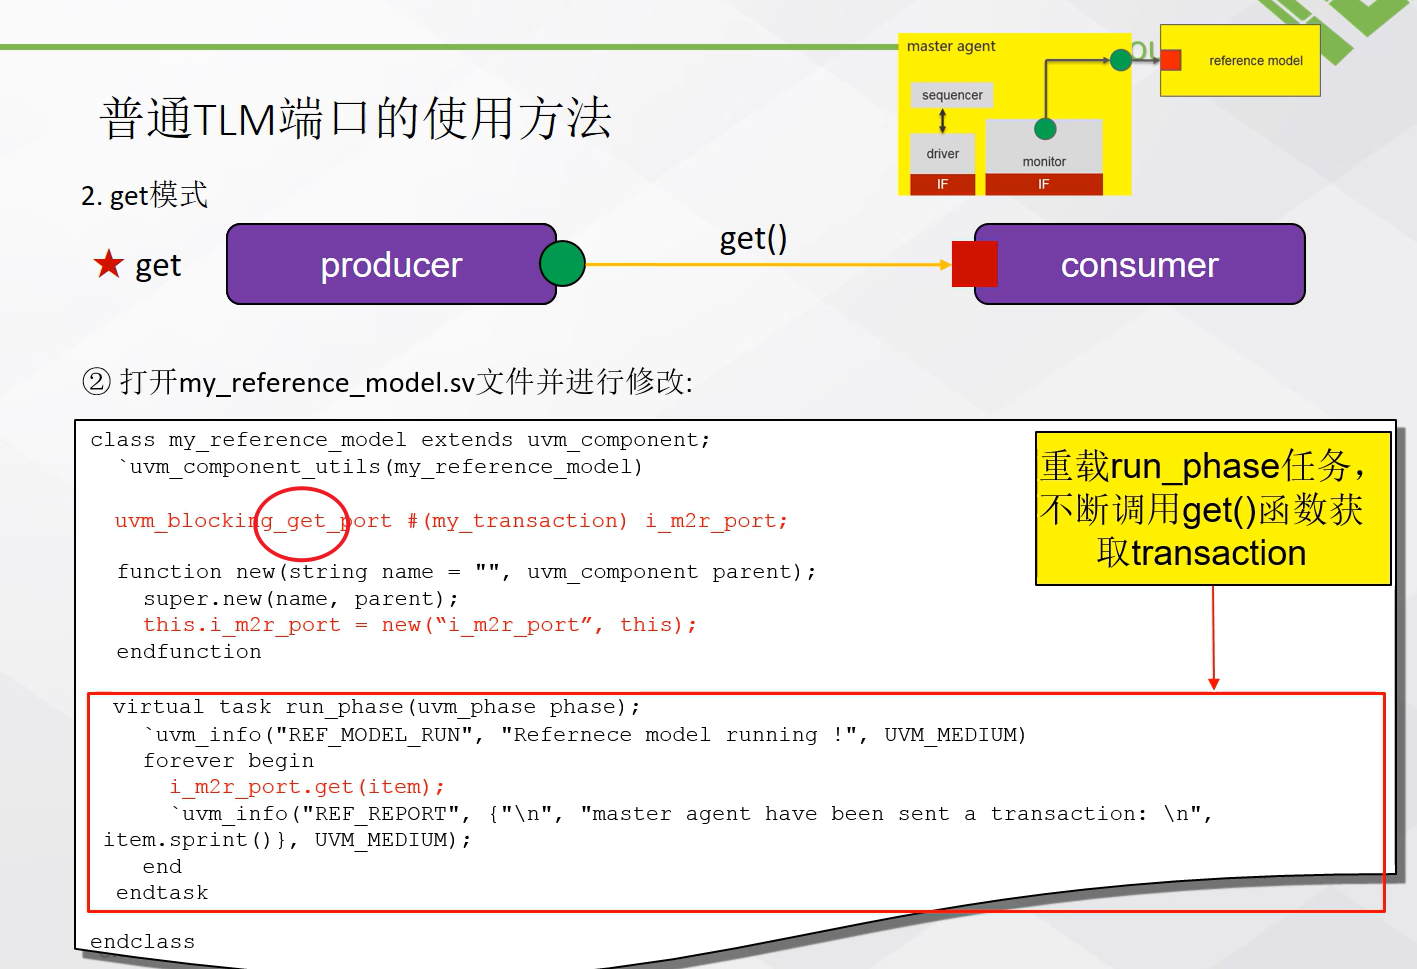 master agent
sequencer
driver
IF
monitor
IF
reference model
普通TLM端口的使用方法
2. get模式
★ get
producer
get()
consumer
② 打开my_reference_model.sv文件并进行修改:
class my_reference_model extends uvm_component;
`uvm_component_utils(my_reference_model)
uvm_blocking_get_port #(my_transaction) i_m2r_port;
function new(string name = "", uvm_component parent);
super.new(name, parent);
this.i_m2r_port = new(“i_m2r_port”, this);
endfunction
virtual task run_phase(uvm_phase phase);
`uvm_info("REF_MODEL_RUN", "Refernece model running !", UVM_MEDIUM)
forever begin
i_m2r_port.get(item);
`uvm_info("REF_REPORT", {"\n", "master agent have been sent a transaction: \n",
item.sprint()}, UVM_MEDIUM);
end
endtask
endclass
重载run_phase任务，
不断调用get()函数获
取transaction